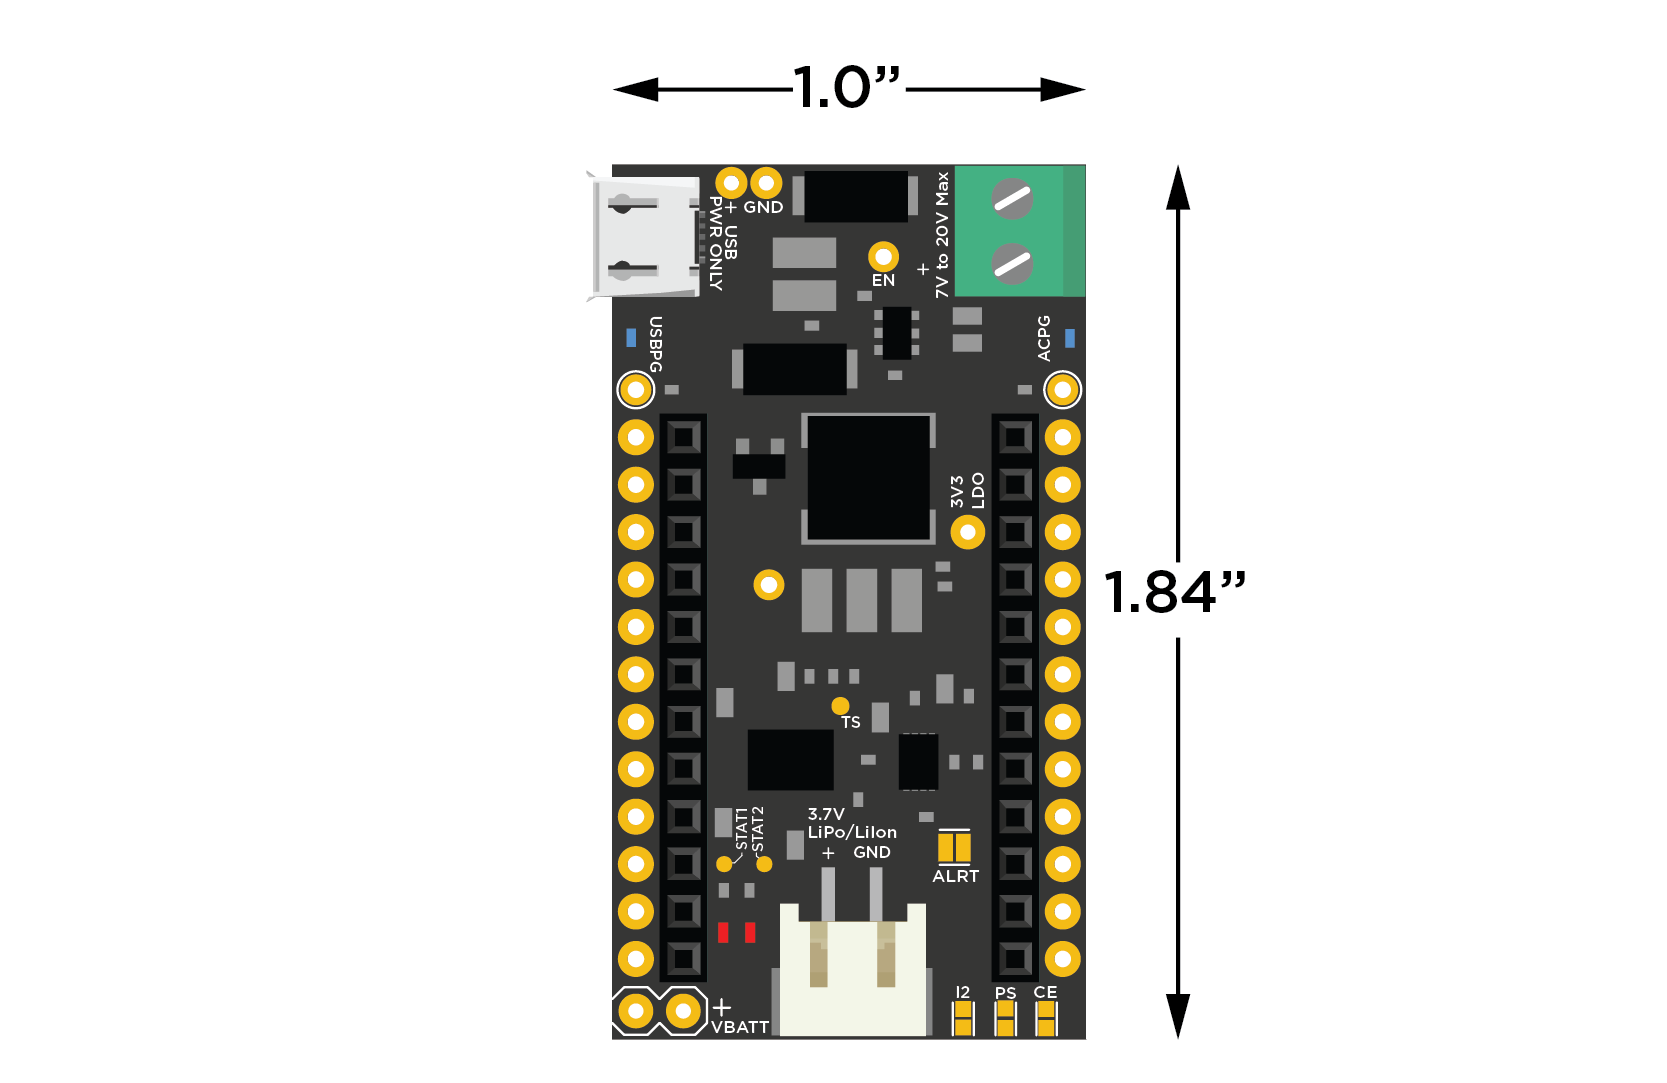 1.0”
+ GND
USB
PWR ONLY
EN
+
7V to 20V Max
USBPG
ACPG
3V3
LDO
1.84”
TS
STAT1
STAT2
3.7V
LiPo/LiIon
+ GND
ALRT
I2 PS CE
+
VBATT